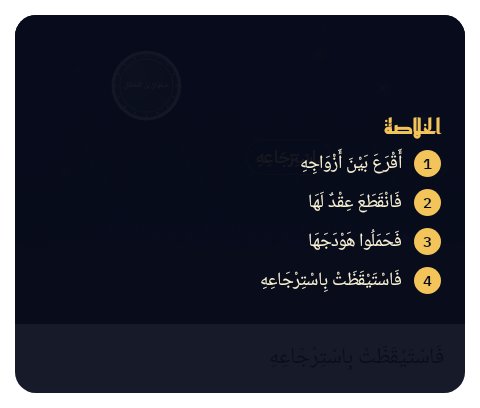 الخلاصة
1 أَقْرَعَ بَيْنَ أَزْوَاجِهِ
2 فَانْقَطَعَ عِقْدٌ لَهَا
3 فَحَمَلُوا هَوْدَجَهَا
4 فَاسْتَيْقَظَتْ بِاسْتِرْجَاعِهِ
فَاسْتَيْقَظَتْ بِاسْتِرْجَاعِهِ